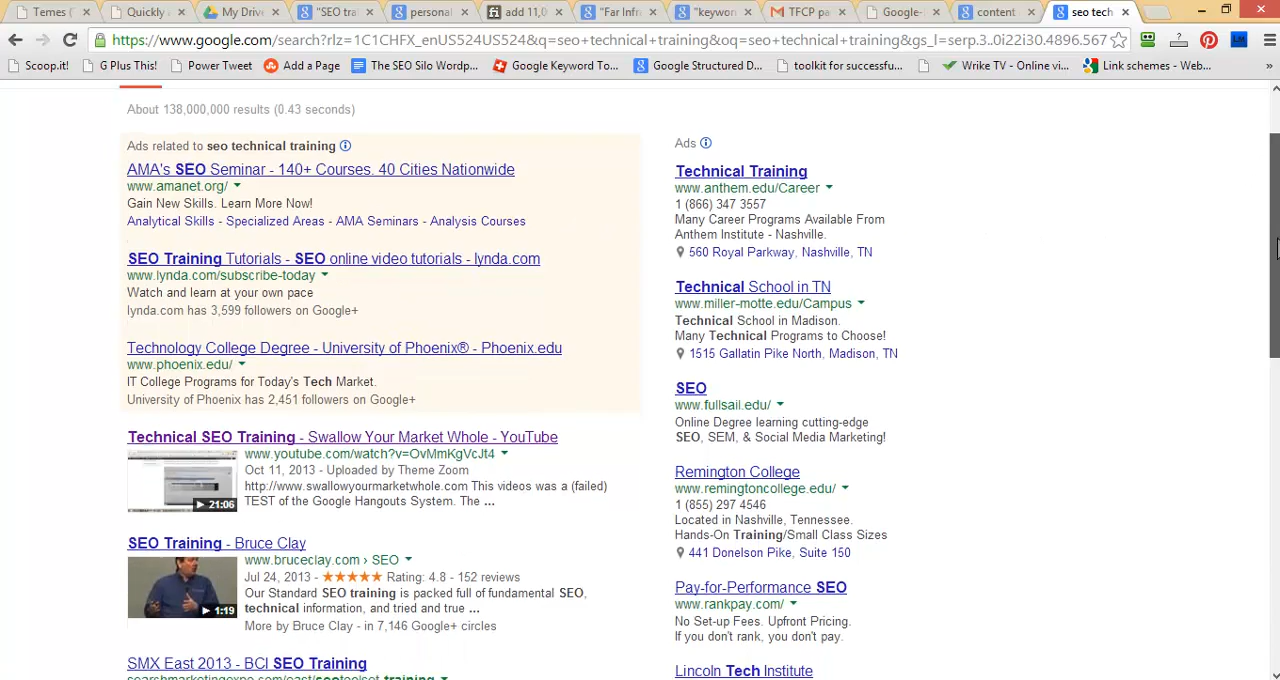 Temes (
Quickly
My Drive
"SEO tra
personal
add 11,0
"Far Infr
"keywon
TFCP pa
Google-
content
seo tech
https://www.google.com/search?rlz=1C1CHFX_enUS524US524&q=seo+technical+training&oq=seo+technical+training&gs_l=serp.3..0i22i30.4896.567
Scoop.it!
G Plus This!
Power Tweet
Add a Page
The SEO Silo Wordp...
Google Keyword To...
Google Structured D...
toolkit for successfu...
Wrike TV - Online vi...
Link schemes - Web...
»
About 138,000,000 results (0.43 seconds)
Ads related to seo technical training
AMA's SEO Seminar - 140+ Courses. 40 Cities Nationwide
www.amanet.org/
Gain New Skills. Learn More Now!
Analytical Skills - Specialized Areas - AMA Seminars - Analysis Courses
SEO Training Tutorials - SEO online video tutorials - lynda.com
www.lynda.com/subscribe-today
Watch and learn at your own pace
lynda.com has 3,599 followers on Google+
Technology College Degree - University of Phoenix® - Phoenix.edu
www.phoenix.edu/
IT College Programs for Today's Tech Market.
University of Phoenix has 2,451 followers on Google+
Technical SEO Training - Swallow Your Market Whole - YouTube
www.youtube.com/watch?v=OvMmKgVcJt4
Oct 11, 2013 - Uploaded by Theme Zoom
http://www.swallowyourmarketwhole.com This videos was a (failed)
TEST of the Google Hangouts System. The ...
21:06
SEO Training - Bruce Clay
www.bruceclay.com › SEO
Jul 24, 2013 - ★★★★★ Rating: 4.8 - 152 reviews
Our Standard SEO training is packed full of fundamental SEO,
technical information, and tried and true ...
1:19
More by Bruce Clay - in 7,146 Google+ circles
SMX East 2013 - BCI SEO Training
searchmarketingexpo.com/east/seotoolset-training
Ads
Technical Training
www.anthem.edu/Career
1 (866) 347 3557
Many Career Programs Available From
Anthem Institute - Nashville.
560 Royal Parkway, Nashville, TN
Technical School in TN
www.miller-motte.edu/Campus
Technical School in Madison.
Many Technical Programs to Choose!
1515 Gallatin Pike North, Madison, TN
SEO
www.fullsail.edu/
Online Degree learning cutting-edge
SEO, SEM, & Social Media Marketing!
Remington College
www.remingtoncollege.edu/
1 (855) 297 4546
Located in Nashville, Tennessee.
Hands-On Training/Small Class Sizes
441 Donelson Pike, Suite 150
Pay-for-Performance SEO
www.rankpay.com/
No Set-up Fees. Upfront Pricing.
If you don't rank, you don't pay.
Lincoln Tech Institute